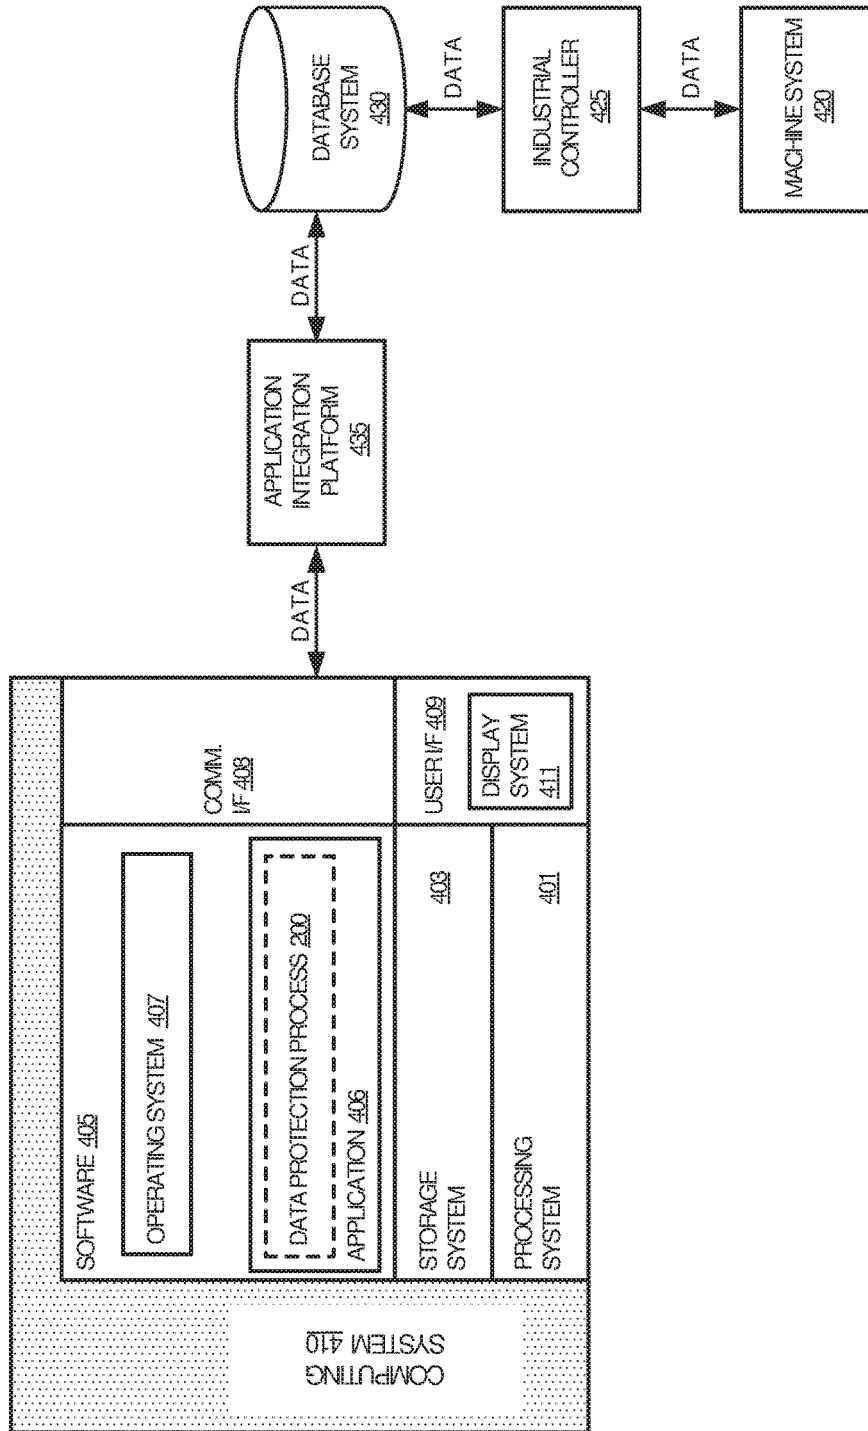 COMPUTING
SYSTEM 410
SOFTWARE 405
OPERATING SYSTEM 407
DATA PROTECTION PROCESS 200
APPLICATION 406
STORAGE
SYSTEM
403
PROCESSING
SYSTEM
401
COMM.
I/F 408
USER I/F 409
DISPLAY
SYSTEM
411
DATA
APPLICATION
INTEGRATION
PLATFORM
435
DATA
DATABASE
SYSTEM
430
DATA
INDUSTRIAL
CONTROLLER
425
DATA
MACHINE SYSTEM
420